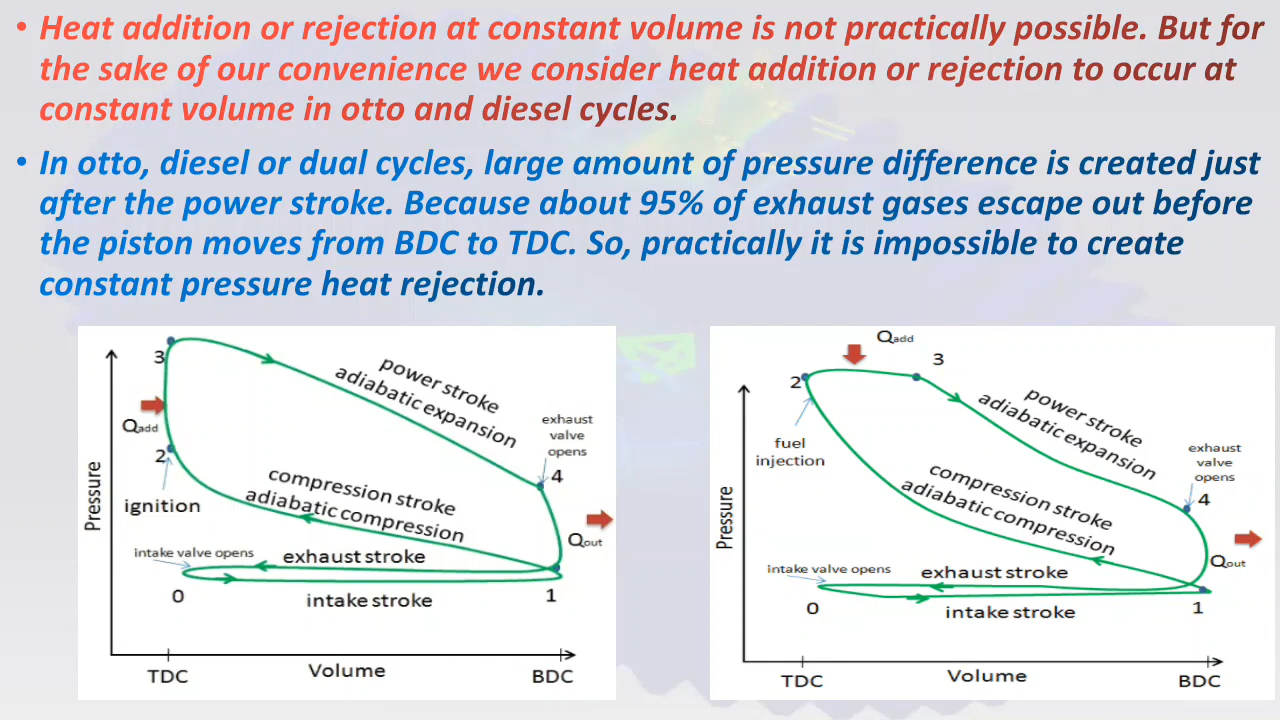 • Heat addition or rejection at constant volume is not practically possible. But for
the sake of our convenience we consider heat addition or rejection to occur at
constant volume in otto and diesel cycles.
• In otto, diesel or dual cycles, large amount of pressure difference is created just
after the power stroke. Because about 95% of exhaust gases escape out before
the piston moves from BDC to TDC. So, practically it is impossible to create
constant pressure heat rejection.
3
power stroke
adiabatic expansion
exhaust
valve
opens
Qadd
2
4
ignition
compression stroke
adiabatic compression
Pressure
Qout
intake valve opens
exhaust stroke
0
intake stroke
1
TDC
Volume
BDC
Qadd
3
2
power stroke
adiabatic expansion
fuel
injection
exhaust
valve
opens
4
compression stroke
adiabatic compression
Pressure
Qout
intake valve opens
exhaust stroke
0
intake stroke
1
TDC
Volume
BDC